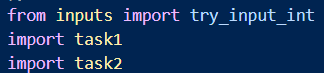 from inputs import try_input_int
import task1
import task2